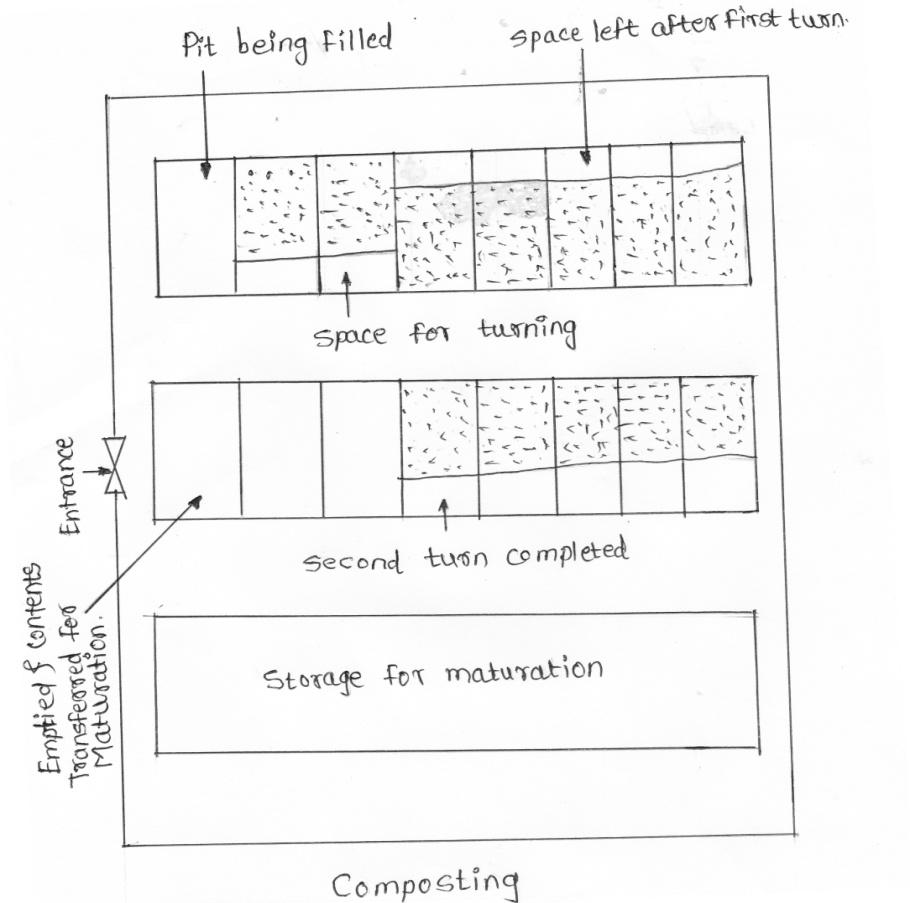 Pit being filled
space left after first turn.
space for turning
Entrance
second turn completed
Emptied & contents
transferred for
Maturation.
Storage for maturation
Composting